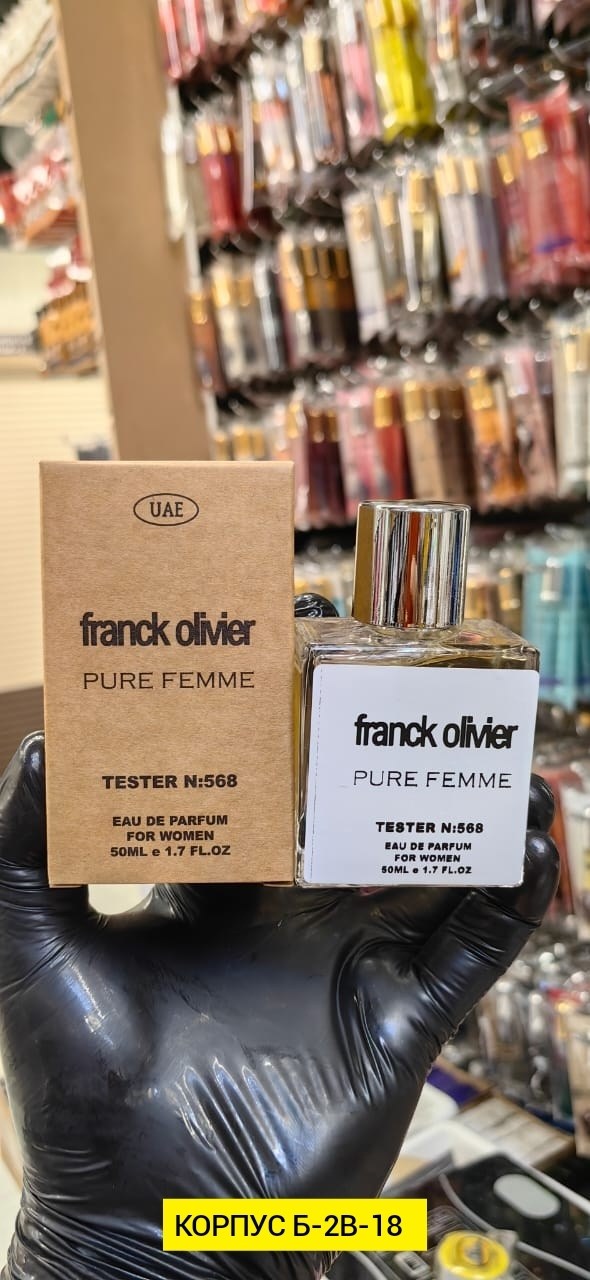 UAE
franck olivier
PURE FEMME
TESTER N:568
EAU DE PARFUM
FOR WOMEN
50ML e 1.7 FL.OZ
franck olivier
PURE FEMME
TESTER N:568
EAU DE PARFUM
FOR WOMEN
50ML e 1.7 FL.OZ
КОРПУС Б-2В-18